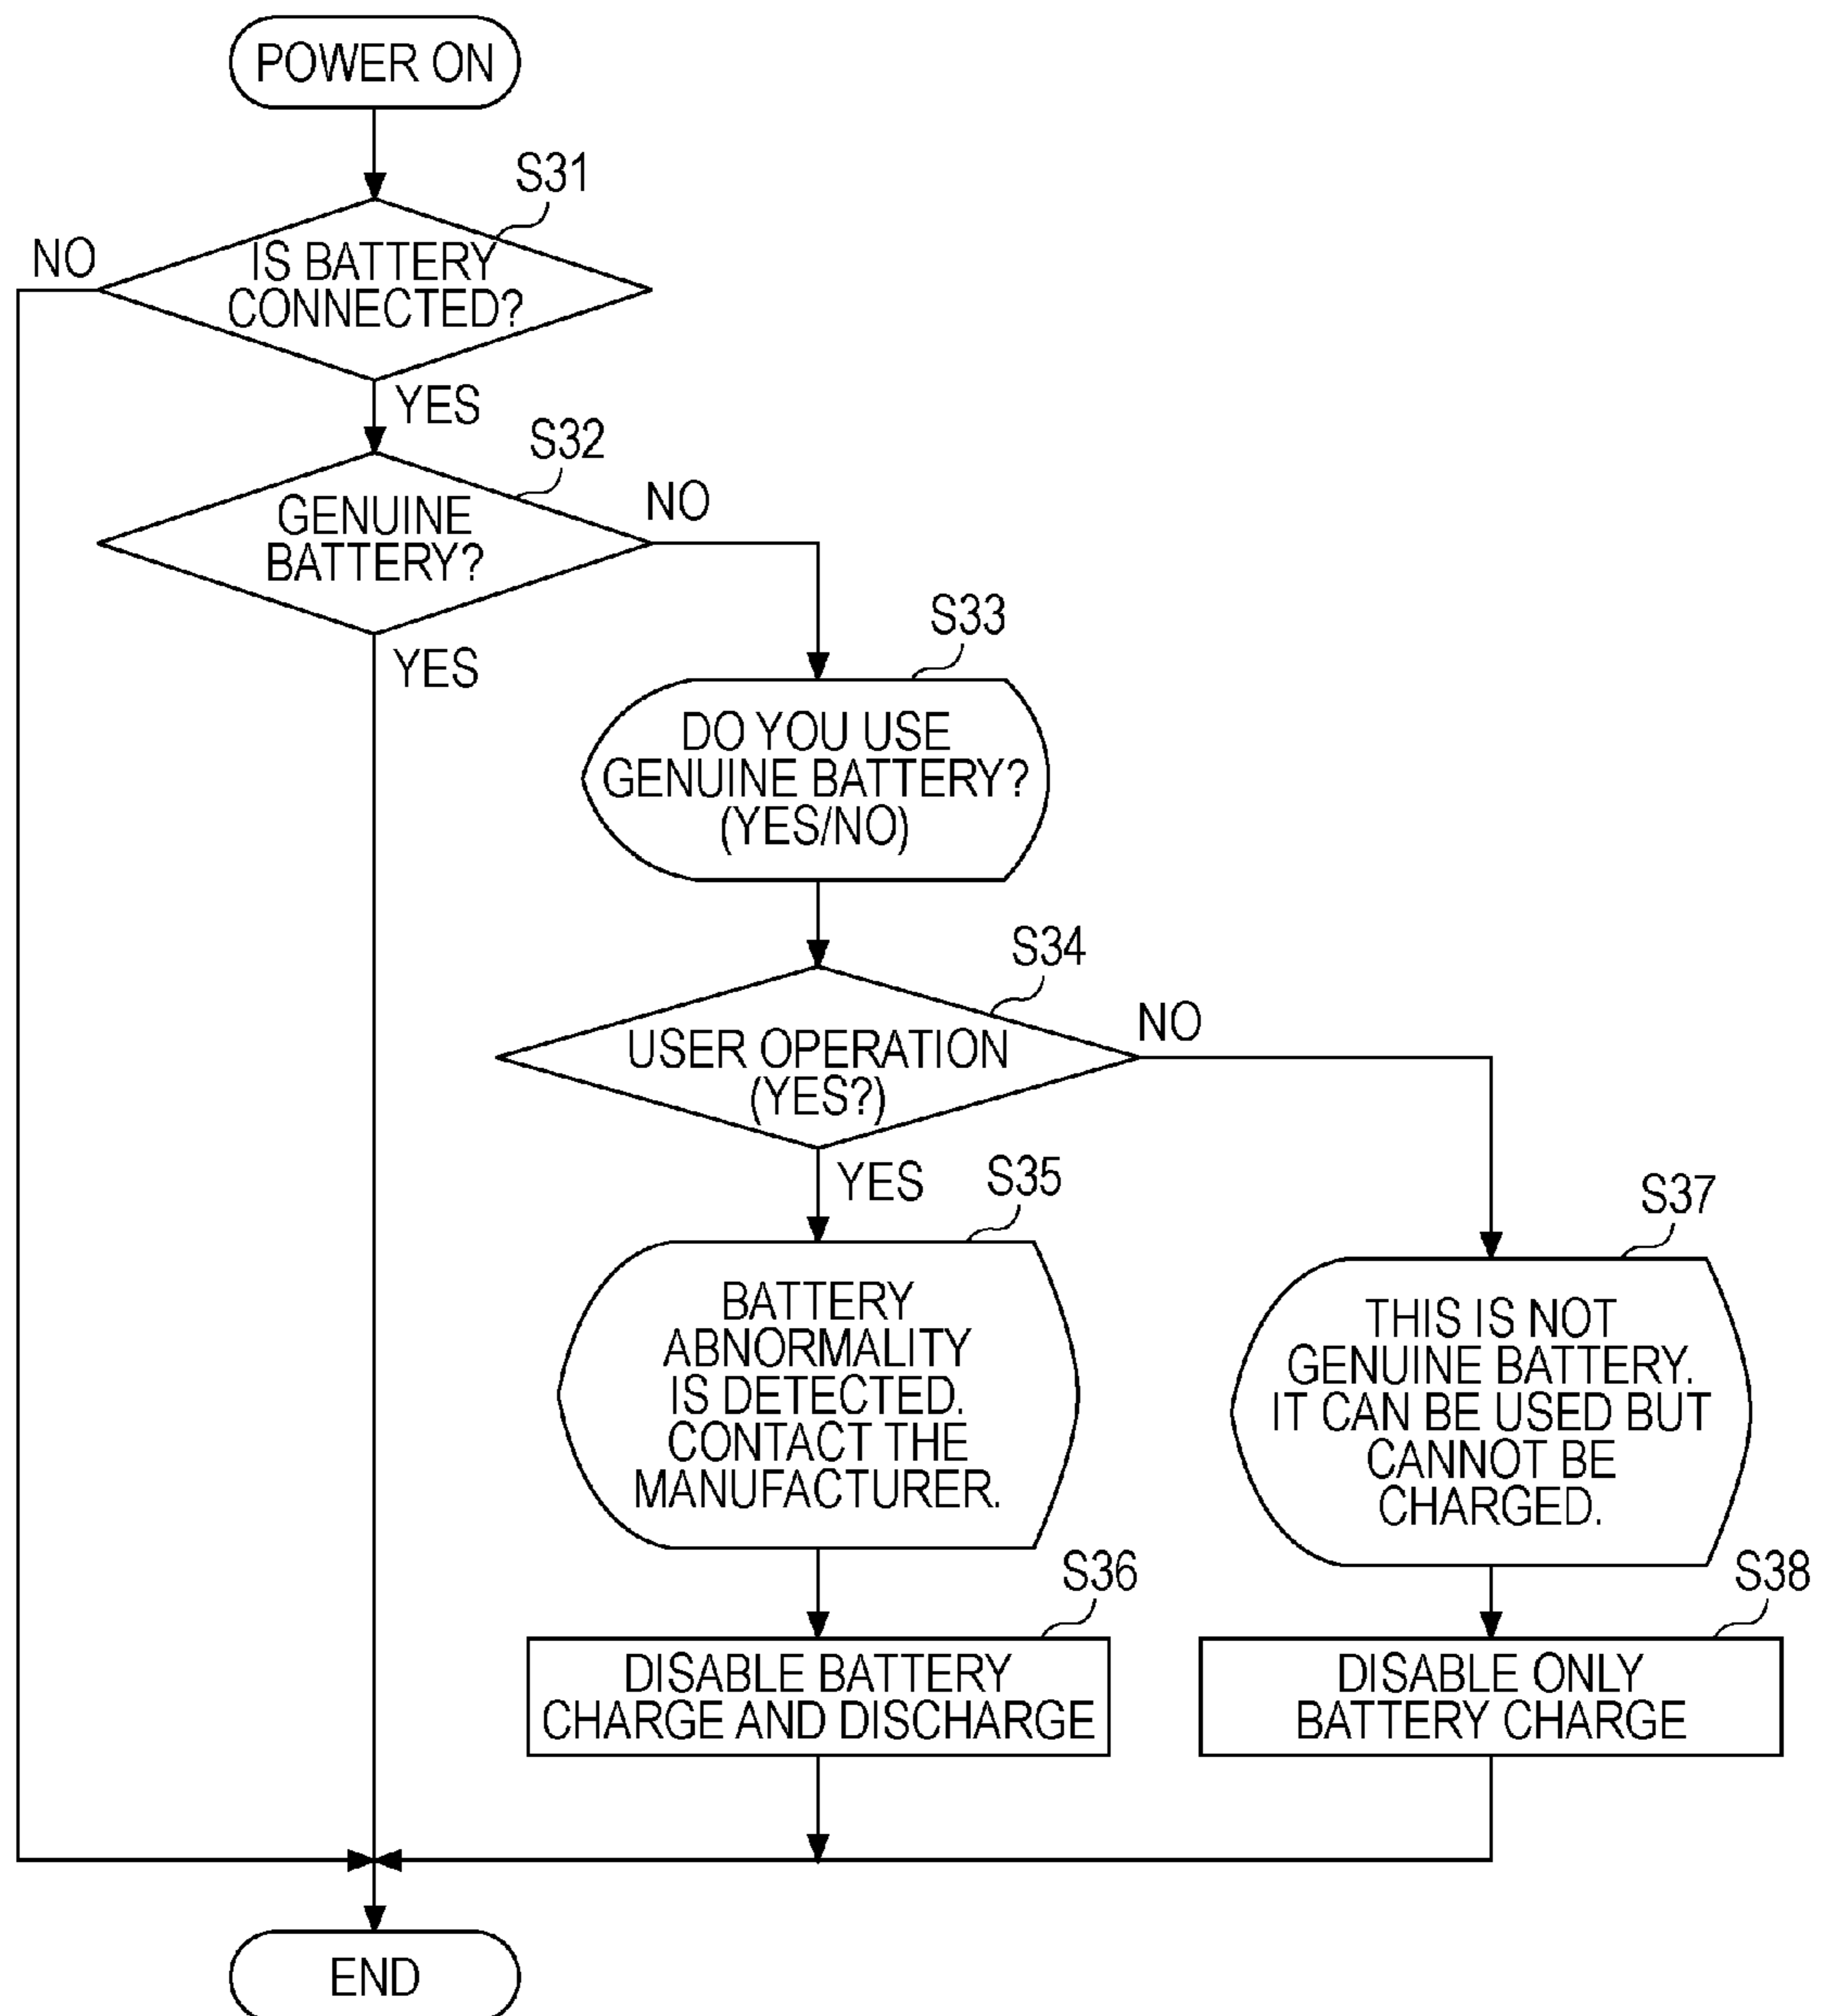 POWER ON
S31
NO
IS BATTERY
CONNECTED?
YES
S32
GENUINE
BATTERY?
NO
YES
S33
DO YOU USE
GENUINE BATTERY?
(YES/NO)
S34
USER OPERATION
(YES?)
NO
YES
S35
BATTERY
ABNORMALITY
IS DETECTED.
CONTACT THE
MANUFACTURER.
S37
THIS IS NOT
GENUINE BATTERY.
IT CAN BE USED BUT
CANNOT BE
CHARGED.
S36
DISABLE BATTERY
CHARGE AND DISCHARGE
S38
DISABLE ONLY
BATTERY CHARGE
END